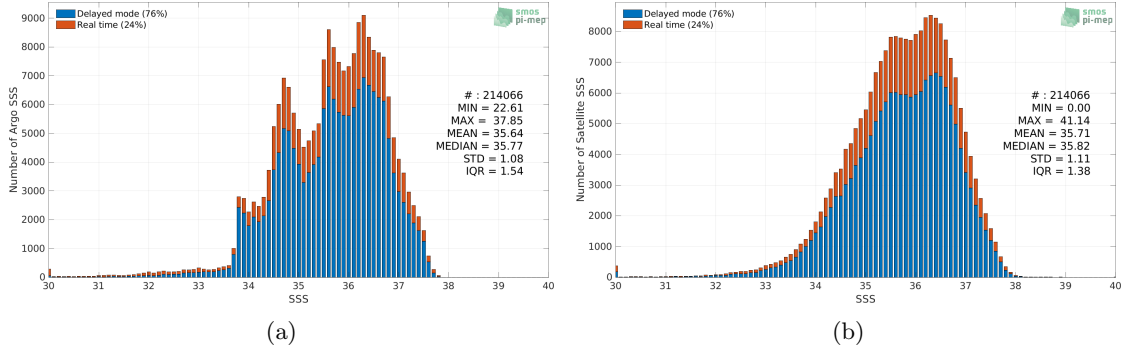 Delayed mode (76%)
Real time (24%)
smos
pi-mep
9000
8000
7000
6000
5000
4000
3000
2000
1000
0
Number of Argo SSS
# : 214066
MIN = 22.61
MAX = 37.85
MEAN = 35.64
MEDIAN = 35.77
STD = 1.08
IQR = 1.54
30 31 32 33 34 35 36 37 38 39 40
SSS
(a)
Delayed mode (76%)
Real time (24%)
smos
pi-mep
8000
7000
6000
5000
4000
3000
2000
1000
0
Number of Satellite SSS
# : 214066
MIN = 0.00
MAX = 41.14
MEAN = 35.71
MEDIAN = 35.82
STD = 1.11
IQR = 1.38
30 31 32 33 34 35 36 37 38 39 40
SSS
(b)